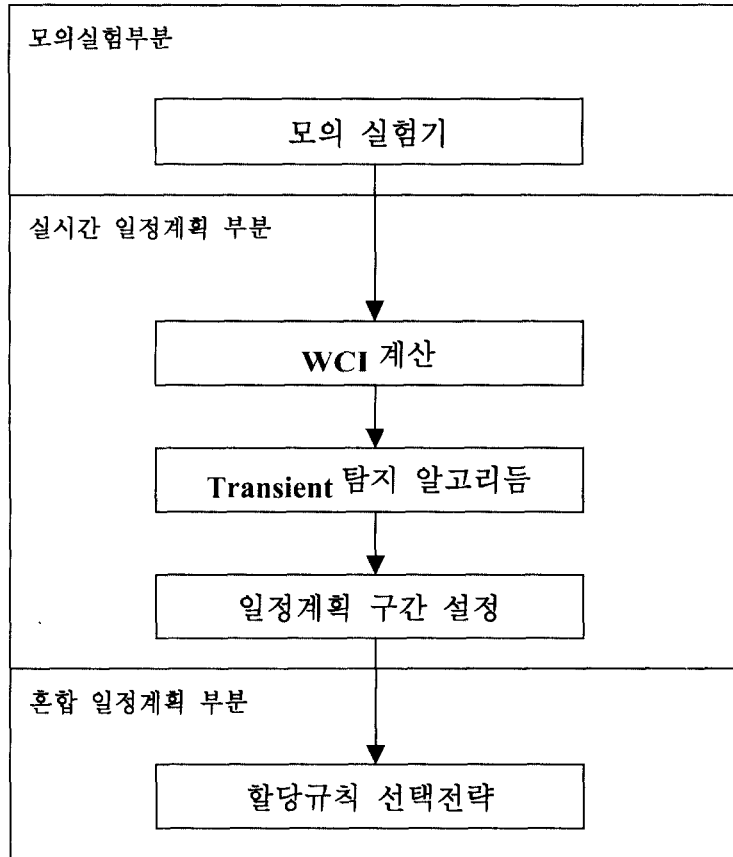 모의실험부분
모의 실험기
실시간 일정계획 부분
WCI 계산
Transient 탐지 알고리듬
일정계획 구간 설정
혼합 일정계획 부분
할당규칙 선택전략